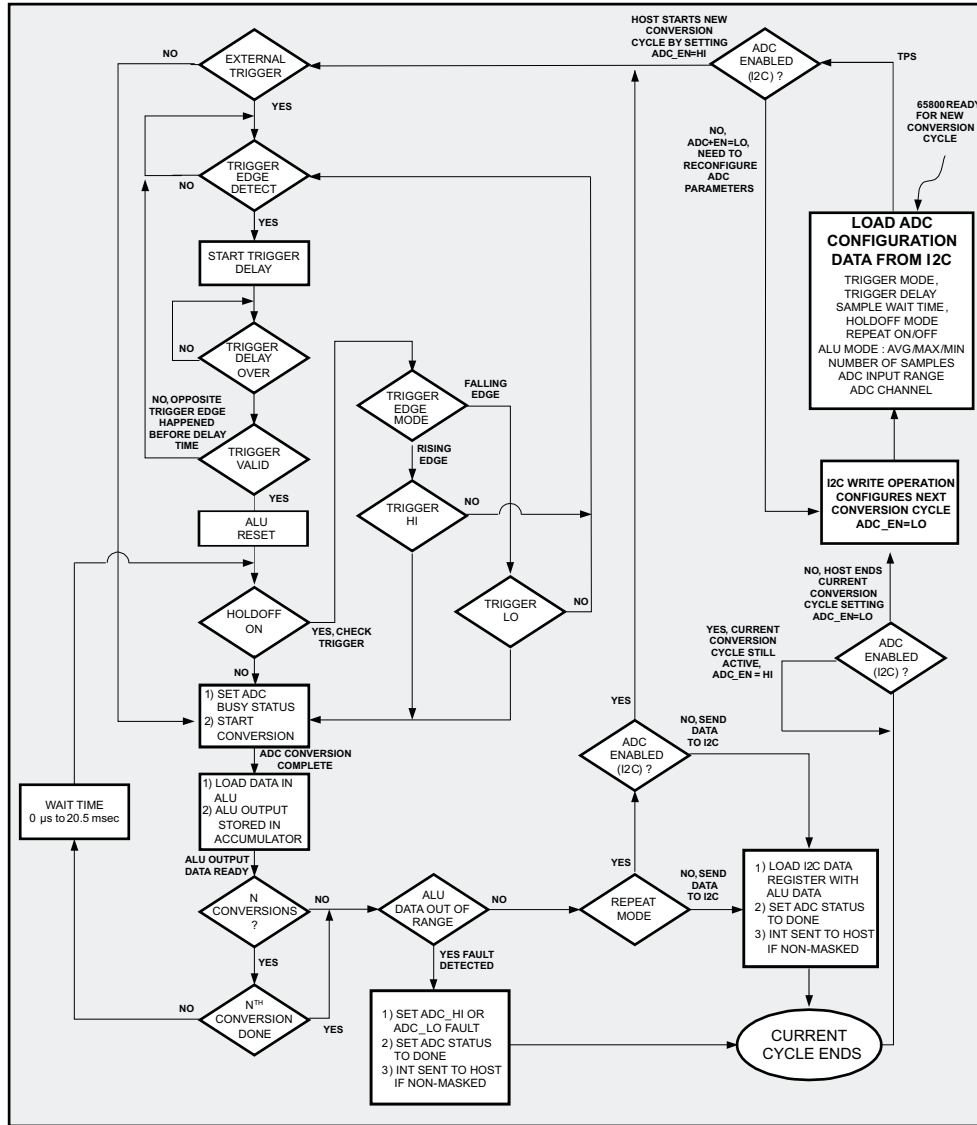 HOST STARTS NEW
CONVERSION
CYCLE BY SETTING
ADC_EN=HI
NO
EXTERNAL
TRIGGER
YES
ADC
ENABLED
(I2C) ?
TPS
65800 READY
FOR NEW
CONVERSION
CYCLE
NO,
ADC+EN=LO,
NEED TO
RECONFIGURE
ADC
PARAMETERS
TRIGGER
EDGE
DETECT
NO
YES
START TRIGGER
DELAY
LOAD ADC
CONFIGURATION
DATA FROM I2C
TRIGGER MODE,
TRIGGER DELAY
SAMPLE WAIT TIME,
HOLDOFF MODE
REPEAT ON/OFF
ALU MODE : AVG/MAX/MIN
NUMBER OF SAMPLES
ADC INPUT RANGE
ADC CHANNEL
TRIGGER
DELAY
OVER
NO
NO, OPPOSITE
TRIGGER EDGE
HAPPENED
BEFORE DELAY
TIME
TRIGGER
VALID
YES
TRIGGER
EDGE
MODE
FALLING
EDGE
RISING
EDGE
TRIGGER
HI
NO
I2C WRITE OPERATION
CONFIGURES NEXT
CONVERSION CYCLE
ADC_EN=LO
ALU
RESET
HOLDOFF
ON
YES, CHECK
TRIGGER
NO
TRIGGER
LO
NO
NO, HOST ENDS
CURRENT
CONVERSION
CYCLE SETTING
ADC_EN=LO
YES, CURRENT
CONVERSION
CYCLE STILL
ACTIVE,
ADC_EN = HI
ADC
ENABLED
(I2C) ?
1) SET ADC
BUSY STATUS
2) START
CONVERSION
ADC CONVERSION
COMPLETE
YES
ADC
ENABLED
(I2C) ?
NO, SEND
DATA
TO I2C
WAIT TIME
0 µs to 20.5 msec
1) LOAD DATA IN
ALU
2) ALU OUTPUT
STORED IN
ACCUMULATOR
ALU OUTPUT
DATA READY
N
CONVERSIONS
?
NO
YES
ALU
DATA OUT OF
RANGE
NO
YES FAULT
DETECTED
YES
REPEAT
MODE
NO, SEND
DATA
TO I2C
1) LOAD I2C DATA
REGISTER WITH
ALU DATA
2) SET ADC STATUS
TO DONE
3) INT SENT TO HOST
IF NON-MASKED
NO
NTH
CONVERSION
DONE
YES
1) SET ADC_HI OR
ADC_LO FAULT
2) SET ADC STATUS
TO DONE
3) INT SENT TO HOST
IF NON-MASKED
CURRENT
CYCLE ENDS